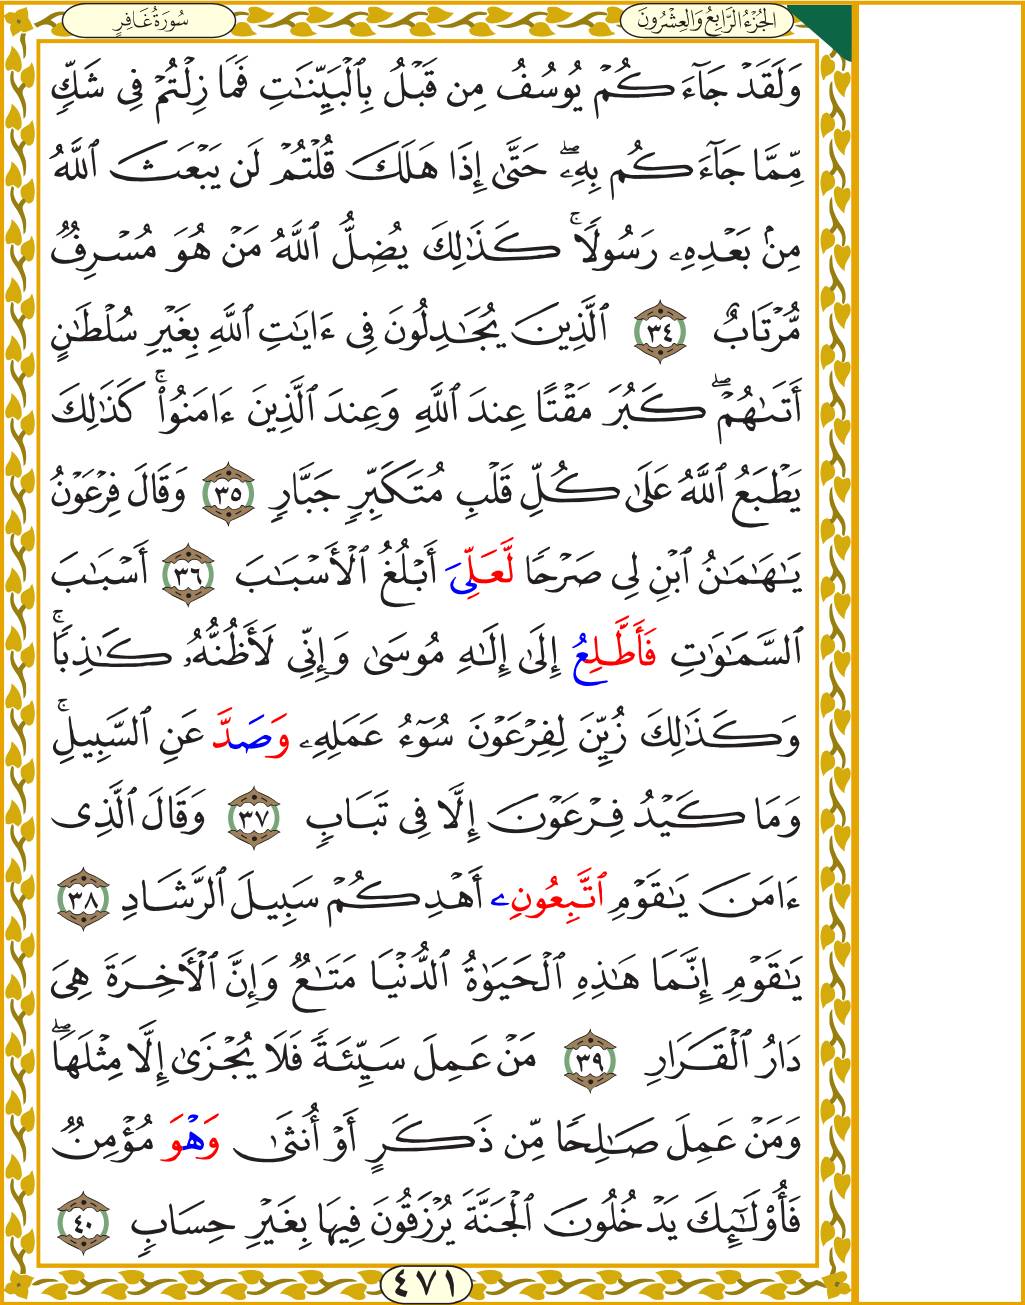 الجُزْءُ الرَّابِعُ وَالعِشْرُونَ
سُورَةُ غَافِرٍ
وَلَقَدْ جَآءَكُمْ يُوسُفُ مِن قَبْلُ بِٱلْبَيِّنَٰتِ فَمَا زِلْتُمْ فِى شَكٍّ
مِّمَّا جَآءَكُم بِهِۦۖ حَتَّىٰٓ إِذَا هَلَكَ قُلْتُمْ لَن يَبْعَثَ ٱللَّهُ
مِنۢ بَعْدِهِۦ رَسُولًاۚ كَذَٰلِكَ يُضِلُّ ٱللَّهُ مَنْ هُوَ مُسْرِفٌ
مُّرْتَابٌ ٣٤ ٱلَّذِينَ يُجَٰدِلُونَ فِى ءَايَٰتِ ٱللَّهِ بِغَيْرِ سُلْطَٰنٍ
أَتَىٰهُمْۖ كَبُرَ مَقْتًا عِندَ ٱللَّهِ وَعِندَ ٱلَّذِينَ ءَامَنُوا۟ۚ كَذَٰلِكَ
يَطْبَعُ ٱللَّهُ عَلَىٰ كُلِّ قَلْبِ مُتَكَبِّرٍ جَبَّارٍ ٣٥ وَقَالَ فِرْعَوْنُ
يَٰهَٰمَٰنُ ٱبْنِ لِى صَرْحًا لَّعَلِّىَ أَبْلُغُ ٱلْأَسْبَٰبَ ٣٦ أَسْبَٰبَ
ٱلسَّمَٰوَٰتِ فَأَطَّلِعُ إِلَىٰ إِلَٰهِ مُوسَىٰ وَإِنِّى لَأَظُنُّهُۥ كَٰذِبًاۚ
وَكَذَٰلِكَ زُيِّنَ لِفِرْعَوْنَ سُوٓءُ عَمَلِهِۦ وَصَدَّ عَنِ ٱلسَّبِيلِۚ
وَمَا كَيْدُ فِرْعَوْنَ إِلَّا فِى تَبَابٍ ٣٧ وَقَالَ ٱلَّذِى
ءَامَنَ يَٰقَوْمِ ٱتَّبِعُونِۦ أَهْدِكُمْ سَبِيلَ ٱلرَّشَادِ ٣٨
يَٰقَوْمِ إِنَّمَا هَٰذِهِ ٱلْحَيَوٰةُ ٱلدُّنْيَا مَتَٰعٌ وَإِنَّ ٱلْأَخِرَةَ هِىَ
دَارُ ٱلْقَرَارِ ٣٩ مَنْ عَمِلَ سَيِّئَةً فَلَا يُجْزَىٰ إِلَّا مِثْلَهَاۖ
وَمَنْ عَمِلَ صَٰلِحًا مِّن ذَكَرٍ أَوْ أُنثَىٰ وَهْوَ مُؤْمِنٌ
فَأُو۟لَٰٓئِكَ يَدْخُلُونَ ٱلْجَنَّةَ يُرْزَقُونَ فِيهَا بِغَيْرِ حِسَابٍ ٤٠
٤٧١